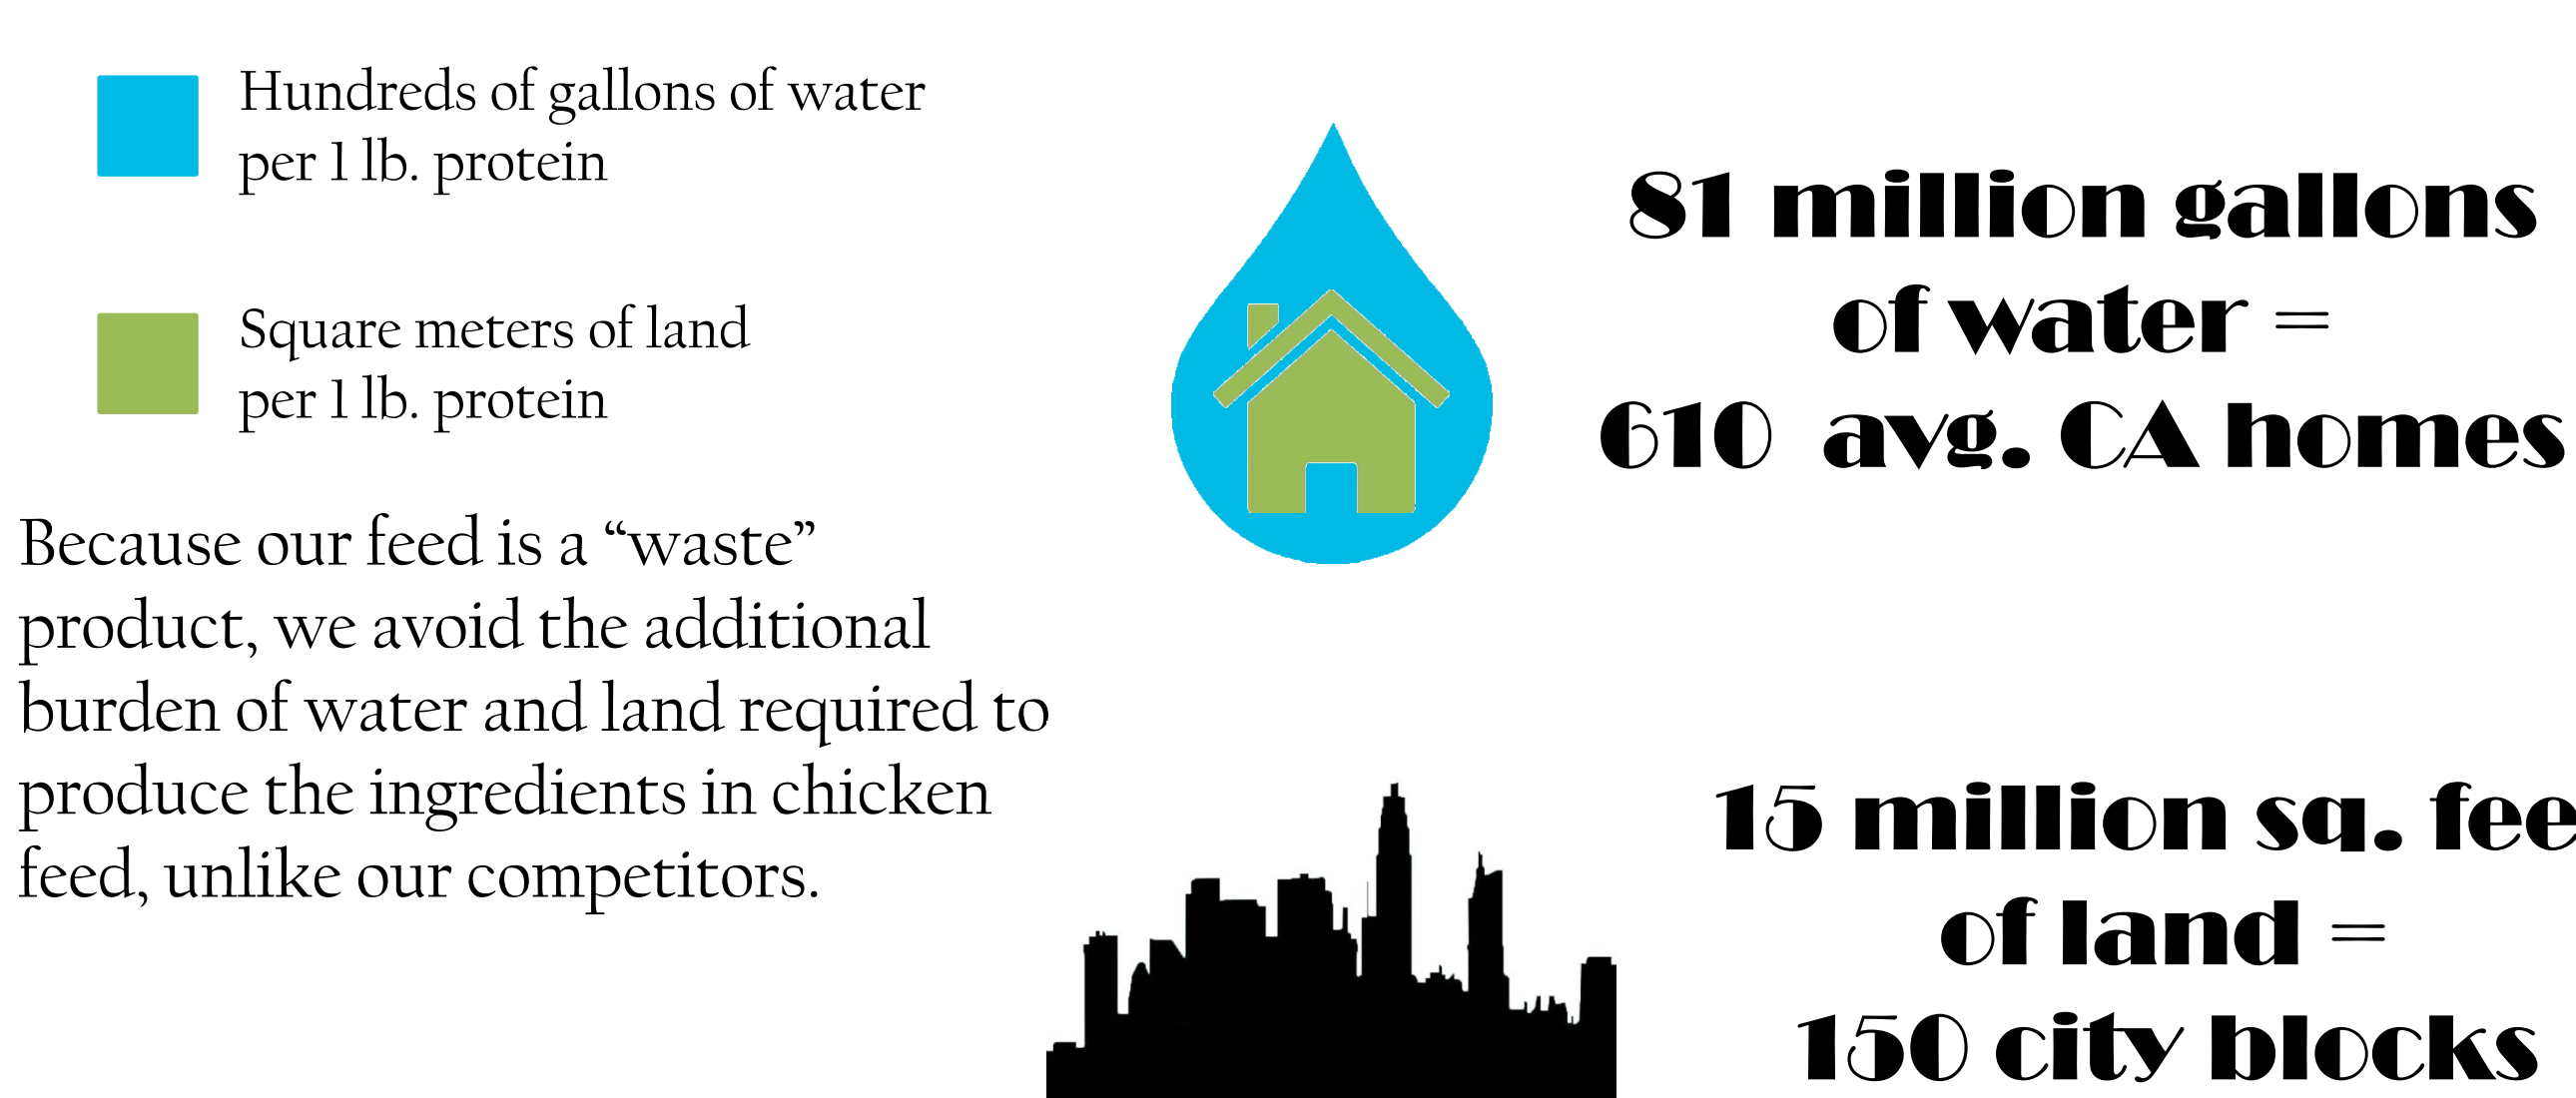 Hundreds of gallons of water
per 1 lb. protein
Square meters of land
per 1 lb. protein
Because our feed is a “waste”
product, we avoid the additional
burden of water and land required to
produce the ingredients in chicken
feed, unlike our competitors.
81 million gallons
of water =
610 avg. CA homes
15 million sq. fee
of land =
150 city blocks